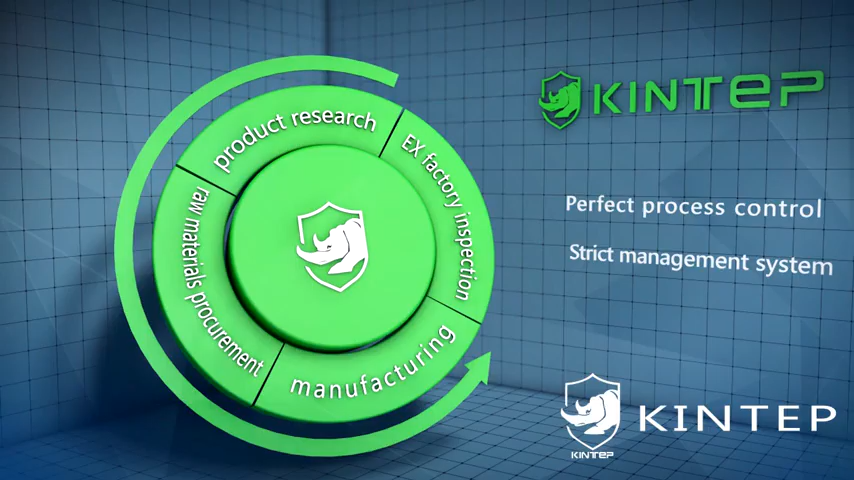 KINTEP
product research
EX factory inspection
raw materials procurement
manufacturing
Perfect process control
Strict management system
KINTEP
KINTEP